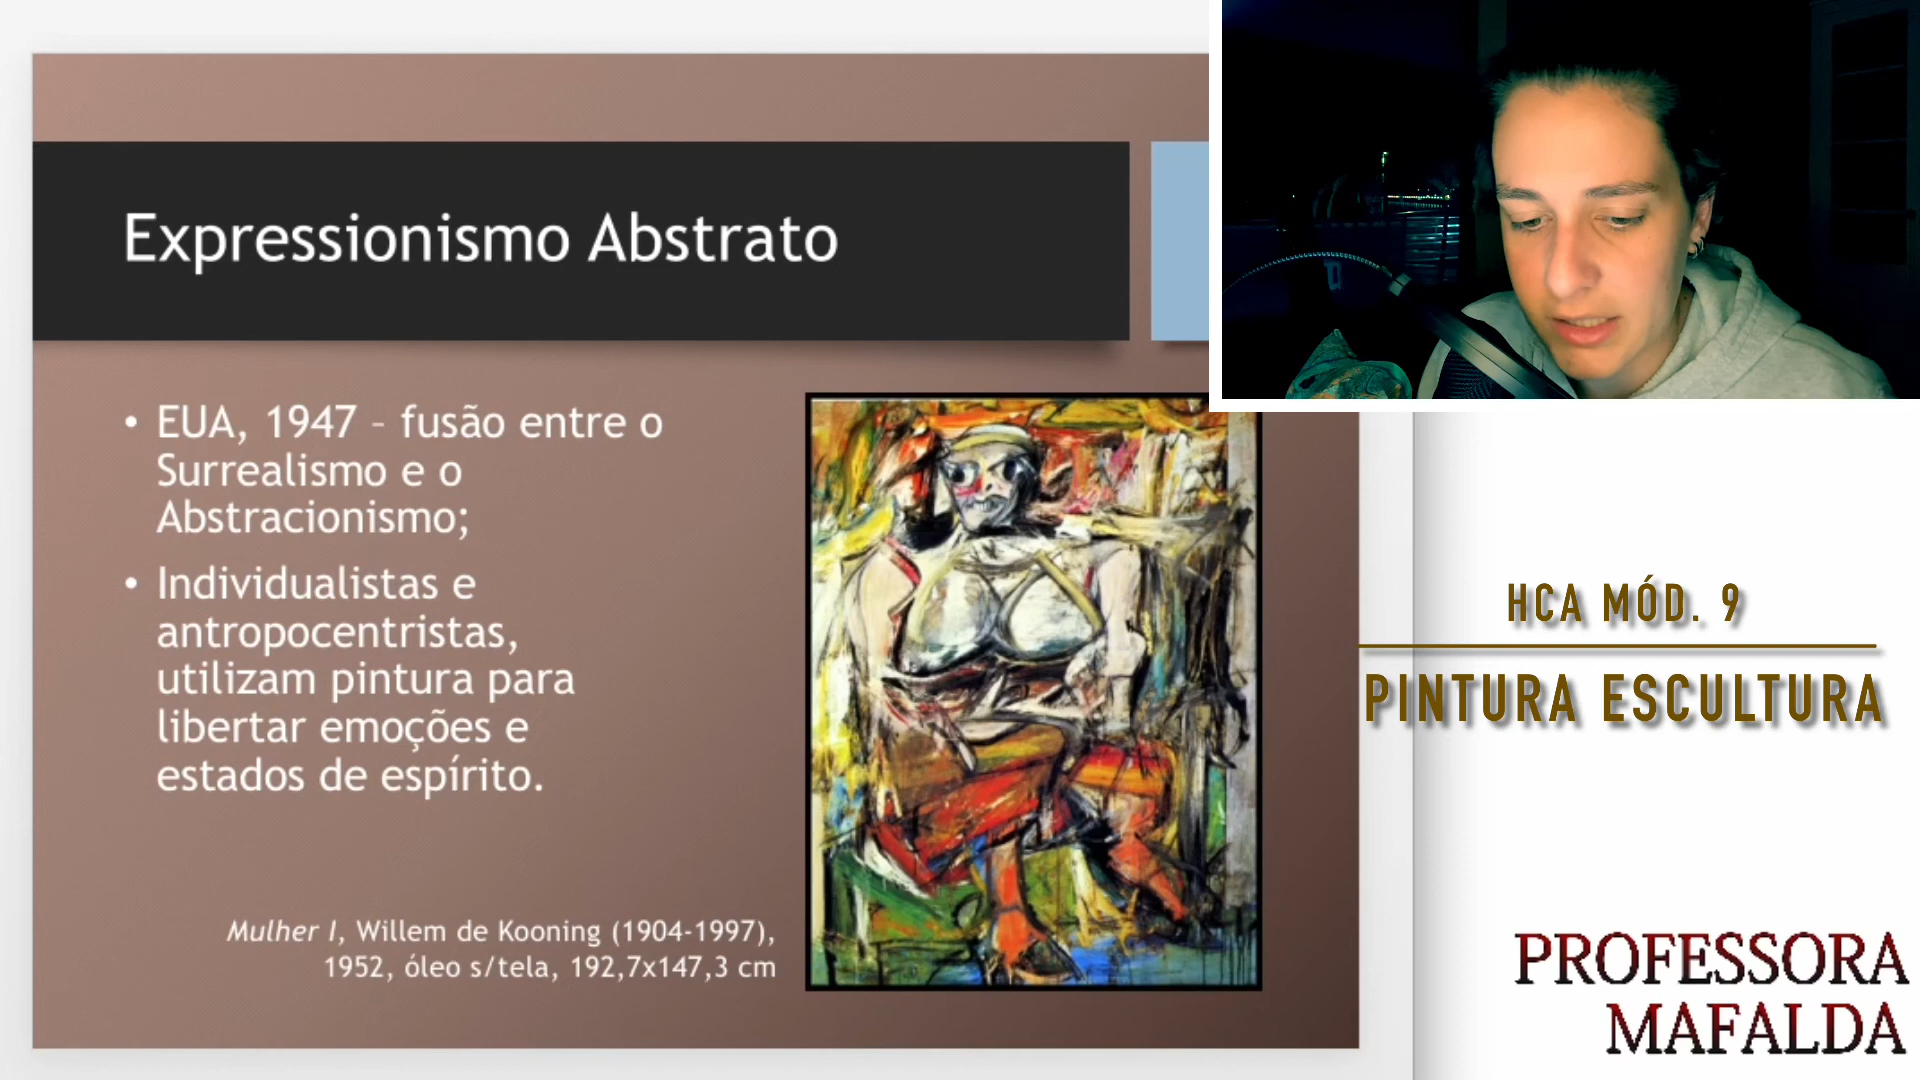 Expressionismo Abstrato
• EUA, 1947 – fusão entre o
Surrealismo e o
Abstracionismo;
• Individualistas e
antropocentristas,
utilizam pintura para
libertar emoções e
estados de espírito.
Mulher I, Willem de Kooning (1904-1997),
1952, óleo s/tela, 192,7x147,3 cm
HCA MÓD. 9
PINTURA ESCULTURA
PROFESSORA
MAFALDA